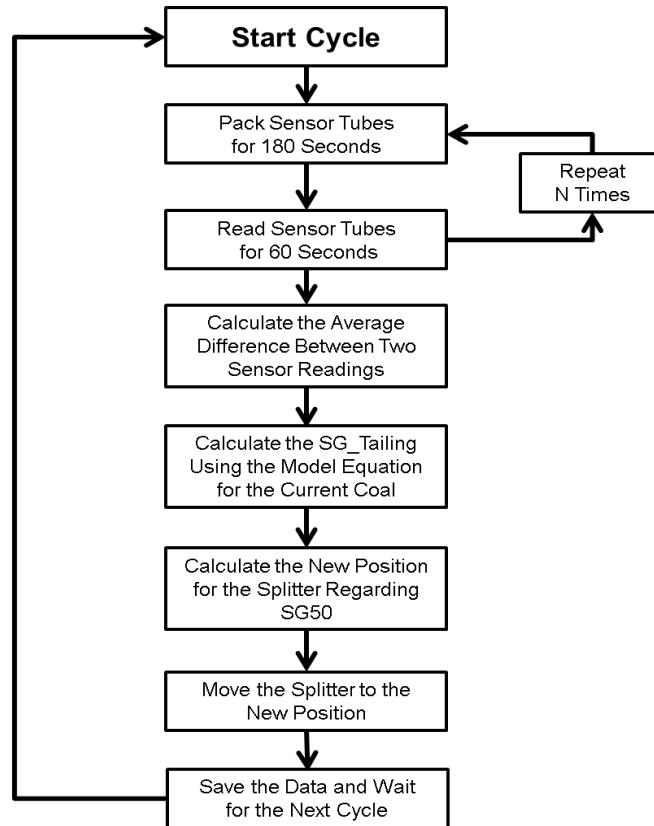 Start Cycle
Pack Sensor Tubes
for 180 Seconds
Repeat
N Times
Read Sensor Tubes
for 60 Seconds
Calculate the Average
Difference Between Two
Sensor Readings
Calculate the SG_Tailing
Using the Model Equation
for the Current Coal
Calculate the New Position
for the Splitter Regarding
SG50
Move the Splitter to the
New Position
Save the Data and Wait
for the Next Cycle